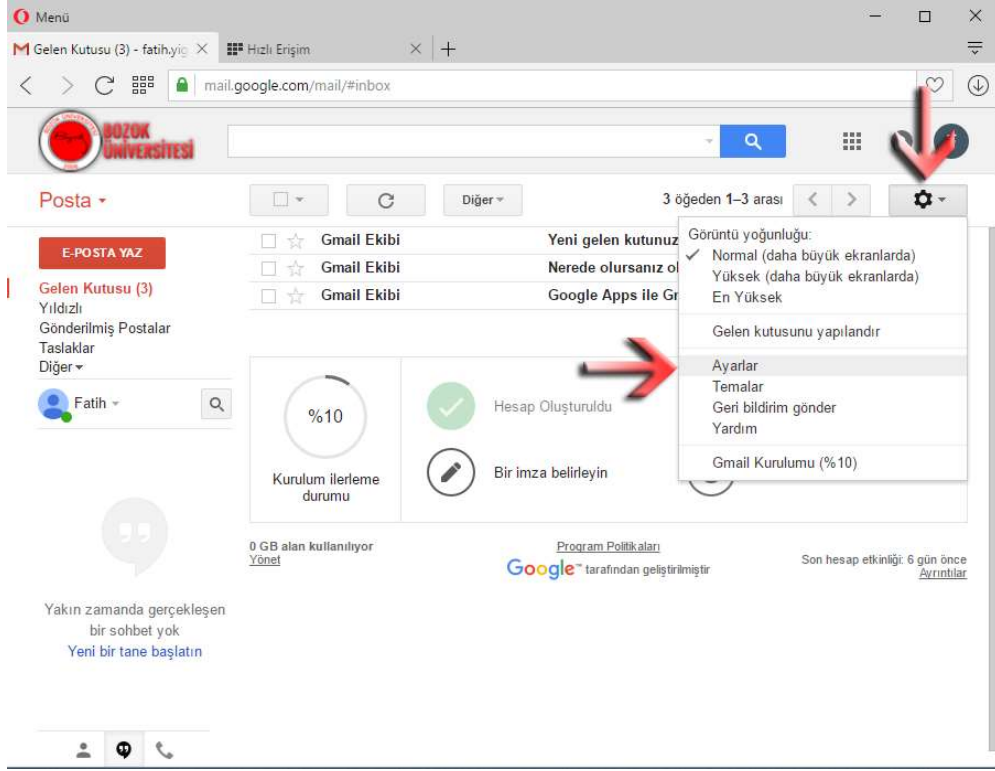 Menü
Gelen Kutusu (3) - fatih.yig
Hızlı Erişim
mail.google.com/mail/#inbox
BOZOK
ÜNİVERSİTESİ
Posta
Diğer
3 öğeden 1–3 arası
E-POSTA YAZ
Gelen Kutusu (3)
Yıldızlı
Gönderilmiş Postalar
Taslaklar
Diğer
Fatih
Gmail Ekibi
Yeni gelen kutunuz
Gmail Ekibi
Nerede olursanız ol
Gmail Ekibi
Google Apps ile Gr
Görüntü yoğunluğu:
Normal (daha büyük ekranlarda)
Yüksek (daha büyük ekranlarda)
En Yüksek
Gelen kutusunu yapılandır
Ayarlar
Temalar
Geri bildirim gönder
Yardım
Gmail Kurulumu (%10)
%10
Kurulum ilerleme
durumu
Hesap Oluşturuldu
Bir imza belirleyin
0 GB alan kullanılıyor
Yönet
Program Politikaları
Google™ tarafından geliştirilmiştir
Son hesap etkinliği: 6 gün önce
Ayrıntılar
Yakın zamanda gerçekleşen
bir sohbet yok
Yeni bir tane başlatın